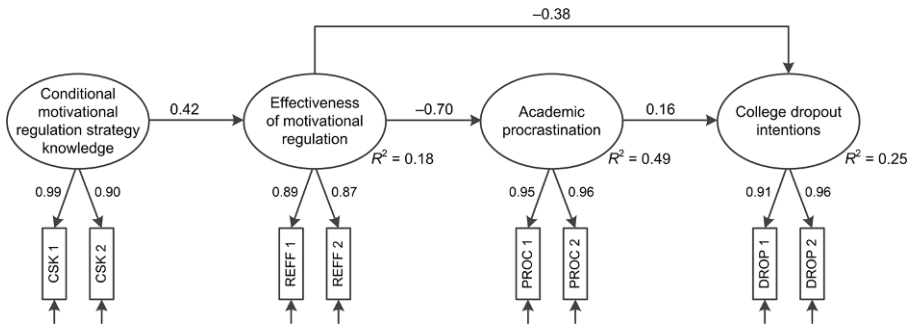 –0.38
Conditional
motivational
regulation strategy
knowledge
0.42
Effectiveness
of motivational
regulation
–0.70
Academic
procrastination
0.16
College dropout
intentions
R² = 0.18
R² = 0.49
R² = 0.25
0.99
0.90
0.89
0.87
0.95
0.96
0.91
0.96
CSK 1
CSK 2
REFF 1
REFF 2
PROC 1
PROC 2
DROP 1
DROP 2